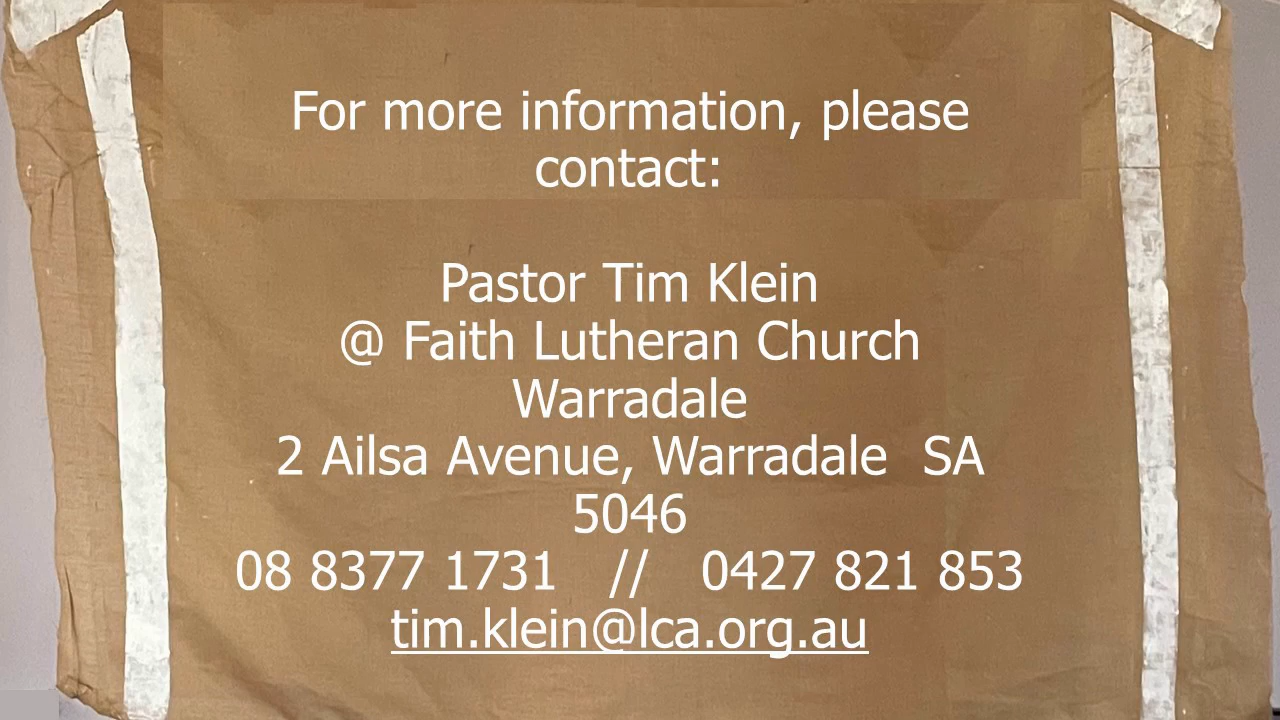 For more information, please
contact:
Pastor Tim Klein
@ Faith Lutheran Church
Warradale
2 Ailsa Avenue, Warradale  SA
5046
08 8377 1731   //   0427 821 853
tim.klein@lca.org.au